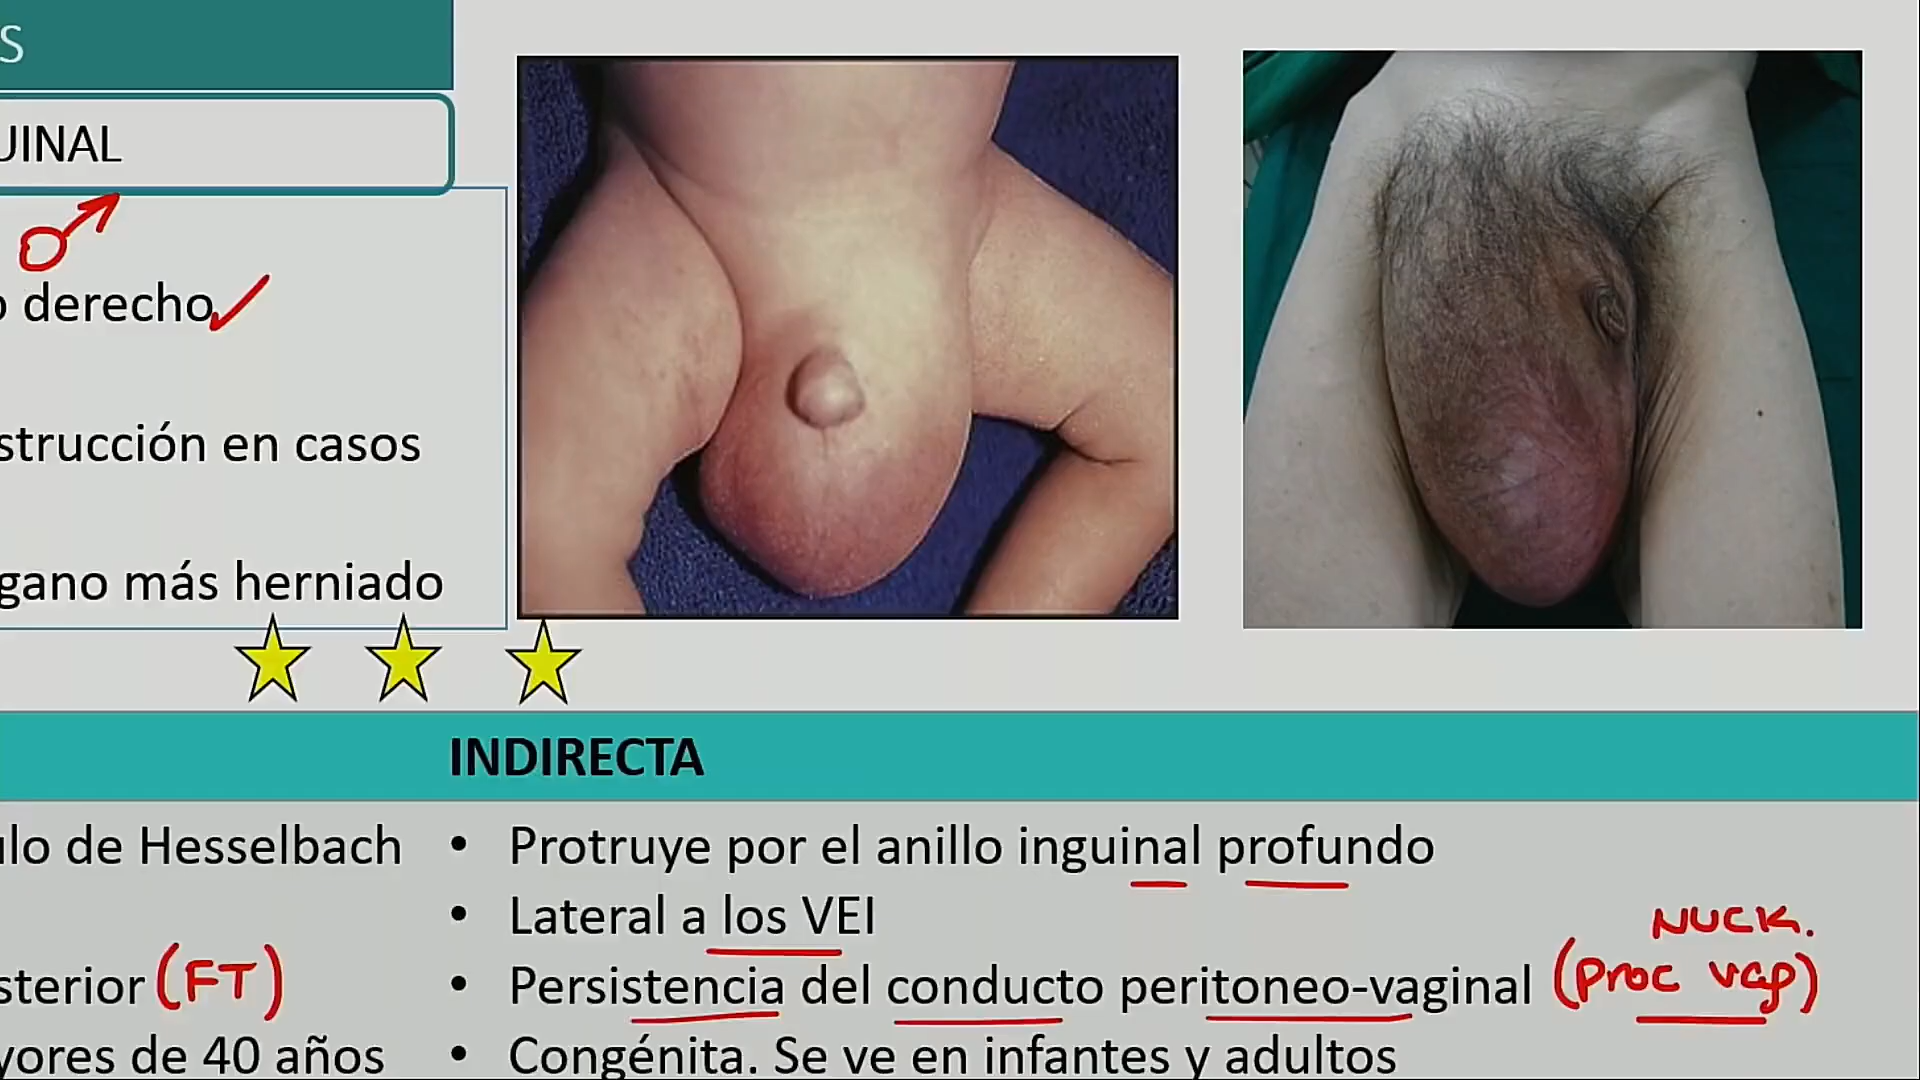 S
UINAL
o derecho
strucción en casos
gano más herniado
INDIRECTA
ulo de Hesselbach
• Protruye por el anillo inguinal profundo
• Lateral a los VEI
NUCK.
sterior (FT)
• Persistencia del conducto peritoneo-vaginal (Proc vap)
yores de 40 años
• Congénita. Se ve en infantes y adultos